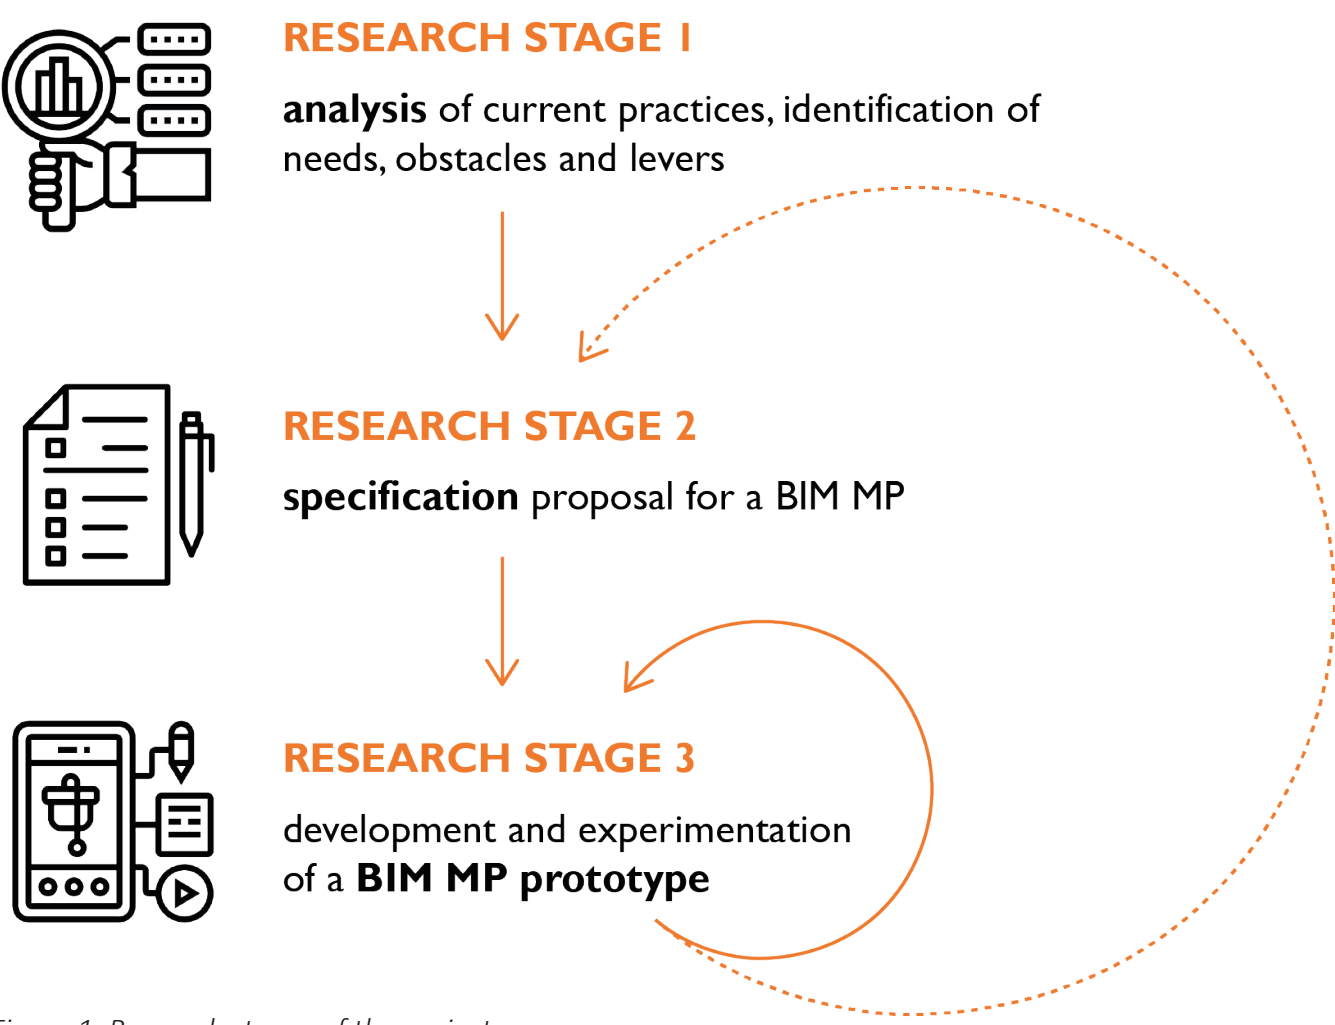 RESEARCH STAGE 1
analysis of current practices, identification of
needs, obstacles and levers
RESEARCH STAGE 2
specification proposal for a BIM MP
RESEARCH STAGE 3
development and experimentation
of a BIM MP prototype